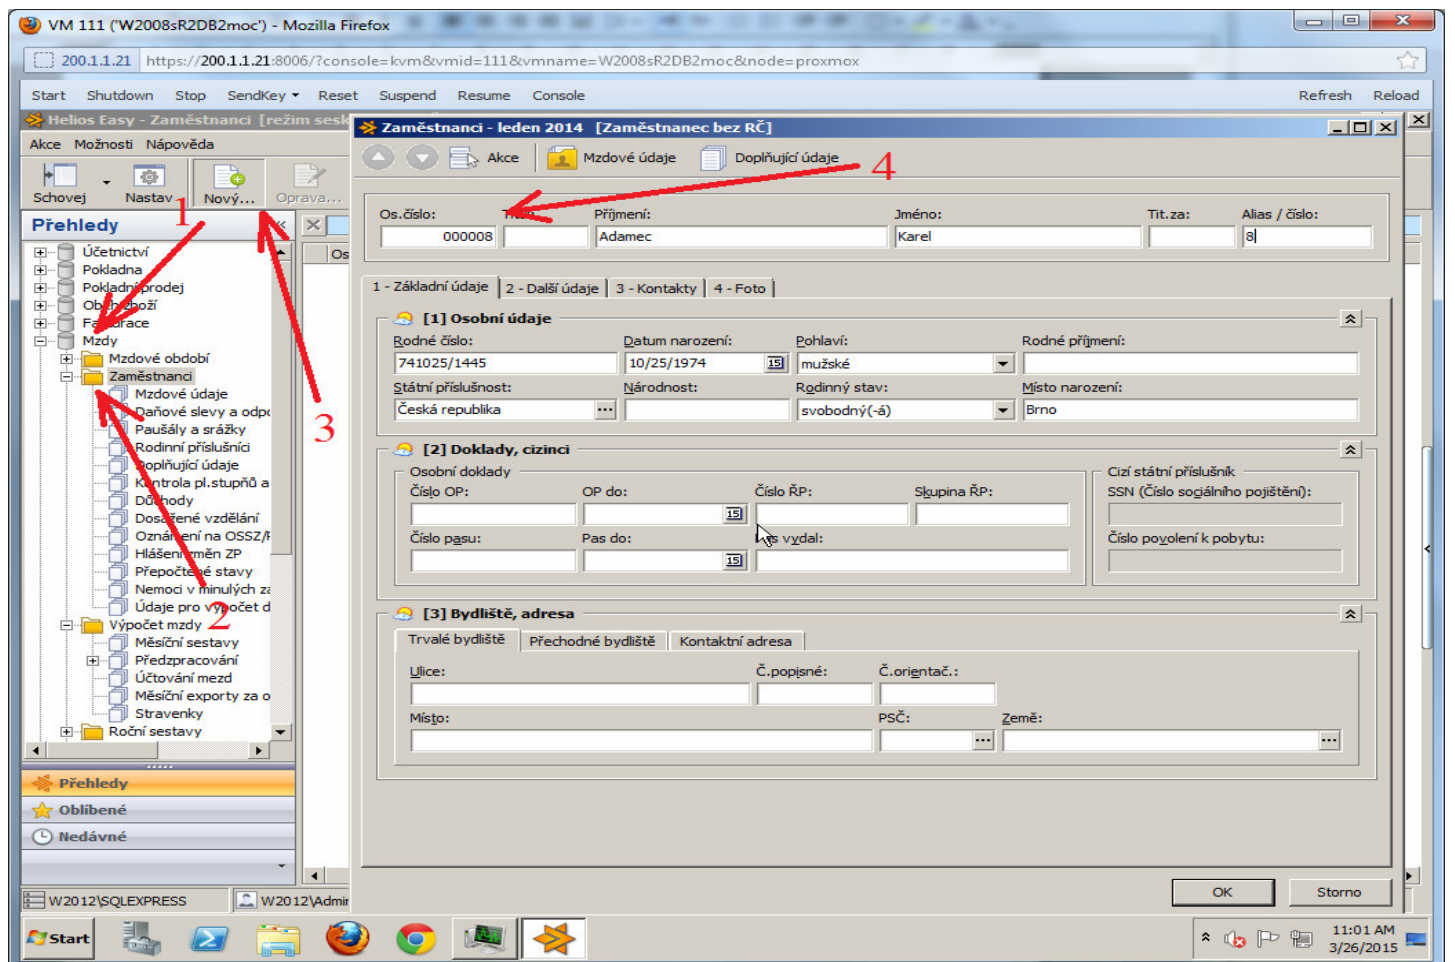 VM 111 ('W2008sR2DB2moc') - Mozilla Firefox
200.1.1.21 https://200.1.1.21:8006/?console=kvm&vmid=111&vmname=W2008sR2DB2moc&node=proxmox
Start Shutdown Stop SendKey Reset Suspend Resume Console Refresh Reload
Helios Easy - Zaměstnanci [režim sesk
Akce Možnosti Nápověda
Schovej Nastav Nový... Oprava...
Přehledy
Účetnictví
Pokladna
Pokladní prodej
Oběh zboží
Fakturace
Mzdy
Mzdové období
Zaměstnanci
Mzdové údaje
Daňové slevy a odpo
Paušály a srážky
Rodinní příslušníci
Doplňující údaje
Kontrola pl.stupňů a
Důchody
Dosažené vzdělání
Oznámení na OSSZ/F
Hlášení změn ZP
Přepočtené stavy
Nemoci v minulých za
Údaje pro výpočet d
Výpočet mzdy
Měsíční sestavy
Předzpracování
Účtování mezd
Měsíční exporty za o
Stravenky
Roční sestavy
Přehledy
Oblíbené
Nedávné
Os
W2012\SQLEXPRESS W2012\Admir
1
2
3
4
Zaměstnanci - leden 2014 [Zaměstnanec bez RČ]
Akce Mzdové údaje Doplňující údaje
Os.číslo: Příjmení: Jméno: Tit.za: Alias / číslo:
000008 Adamec Karel 8
1 - Základní údaje 2 - Další údaje 3 - Kontakty 4 - Foto
[1] Osobní údaje
Rodné číslo: Datum narození: Pohlaví: Rodné příjmení:
741025/1445 10/25/1974 15 mužské
Státní příslušnost: Národnost: Rodinný stav: Místo narození:
Česká republika ... svobodný(-á) Brno
[2] Doklady, cizinci
Osobní doklady Cizí státní příslušník
Číslo OP: OP do: Číslo ŘP: Skupina ŘP: SSN (Číslo sociálního pojištění):
15
Číslo pasu: Pas do: Pas vydal: Číslo povolení k pobytu:
15
[3] Bydliště, adresa
Trvalé bydliště Přechodné bydliště Kontaktní adresa
Ulice: Č.popisné: Č.orientač.:
Místo: PSČ: Země:
... ...
OK Storno
Start 11:01 AM
3/26/2015